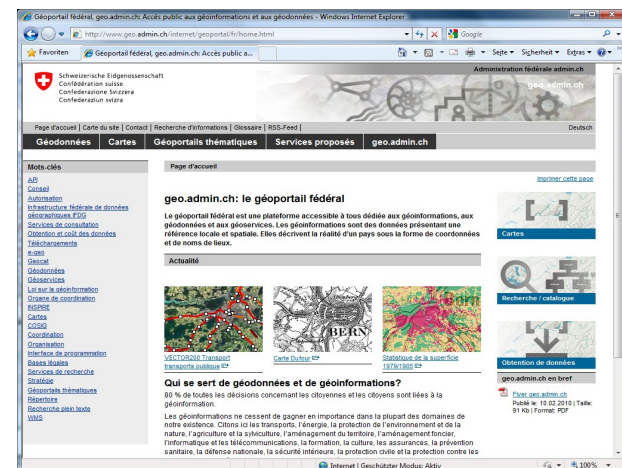 Géoportail fédéral, geo.admin.ch: Accès public aux géoinformations et aux géodonnées - Windows Internet Explorer
http://www.geo.admin.ch/internet/geoportal/fr/home.html
Google
Favoriten
Géoportail fédéral, geo.admin.ch: Accès public a...
Seite
Sicherheit
Extras
Administration fédérale admin.ch
Schweizerische Eidgenossenschaft
Confédération suisse
Confederazione Svizzera
Confederaziun svizra
geo.admin.ch
Page d'accueil | Carte du site | Contact | Recherche d'informations | Glossaire | RSS-Feed |
Deutsch
Géodonnées Cartes Géoportails thématiques Services proposés geo.admin.ch
Mots-clés
API
Conseil
Autorisation
Infrastructure fédérale de données
géographiques IFDG
Services de consultation
Obtention et coût des données
Téléchargements
e-geo
Geocat
Géodonnées
Géoservices
Loi sur la géoinformation
Organe de coordination
INSPIRE
Cartes
COSIG
Coordination
Organisation
Interface de programmation
Bases légales
Services de recherche
Stratégie
Géoportails thématiques
Répertoire
Recherche plein texte
WMS
Page d'accueil
Imprimer cette page
geo.admin.ch: le géoportail fédéral
Le géoportail fédéral est une plateforme accessible à tous dédiée aux géoinformations, aux
géodonnées et aux géoservices. Les géoinformations sont des données présentant une
référence locale et spatiale. Elles décrivent la réalité d'un pays sous la forme de coordonnées
et de noms de lieux.
Actualité
BERN
Bern
VECTOR200 Transport
transports publique
Carte Dufour
Statistique de la superficie
1979/1985
Qui se sert de géodonnées et de géoinformations?
80 % de toutes les décisions concernant les citoyennes et les citoyens sont liées à la
géoinformation.
Les géoinformations ne cessent de gagner en importance dans la plupart des domaines de
notre existence. Citons ici les transports, l'énergie, la protection de l'environnement et de la
nature, l'agriculture et la sylviculture, l'aménagement du territoire, l'aménagement foncier,
l'informatique et les télécommunications, la formation, la culture, les assurances, la prévention
sanitaire, la défense nationale, la sécurité intérieure, la protection civile et la protection contre les
Cartes
Recherche / catalogue
Obtention de données
geo.admin.ch en bref
Flyer geo.admin.ch
Publié le: 10.02.2010 | Taille:
91 Kb | Format: PDF
Internet | Geschützter Modus: Aktiv
100%